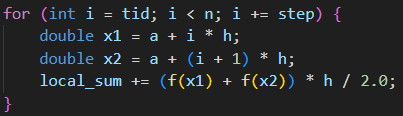 for (int i = tid; i < n; i += step) {
    double x1 = a + i * h;
    double x2 = a + (i + 1) * h;
    local_sum += (f(x1) + f(x2)) * h / 2.0;
}